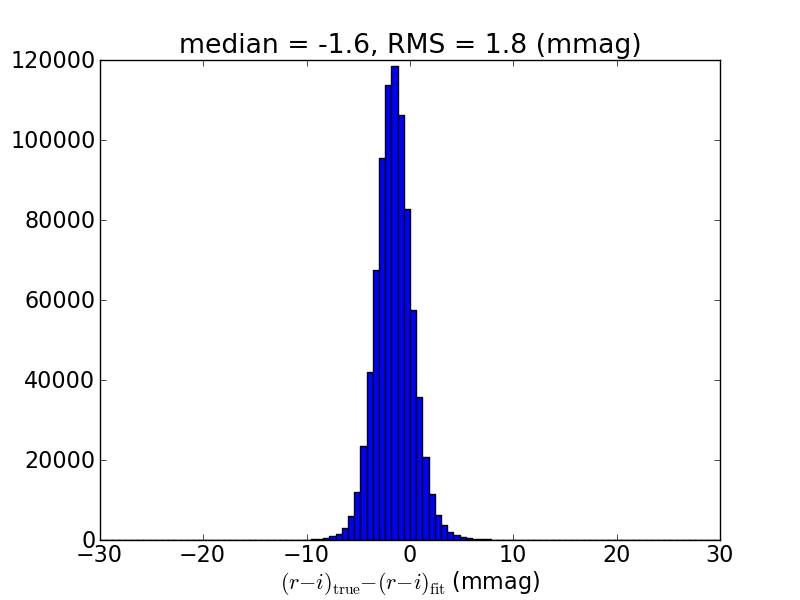 median = -1.6, RMS = 1.8 (mmag)
120000
100000
80000
60000
40000
20000
0
−30 −20 −10 0 10 20 30
(r−i)true−(r−i)fit (mmag)